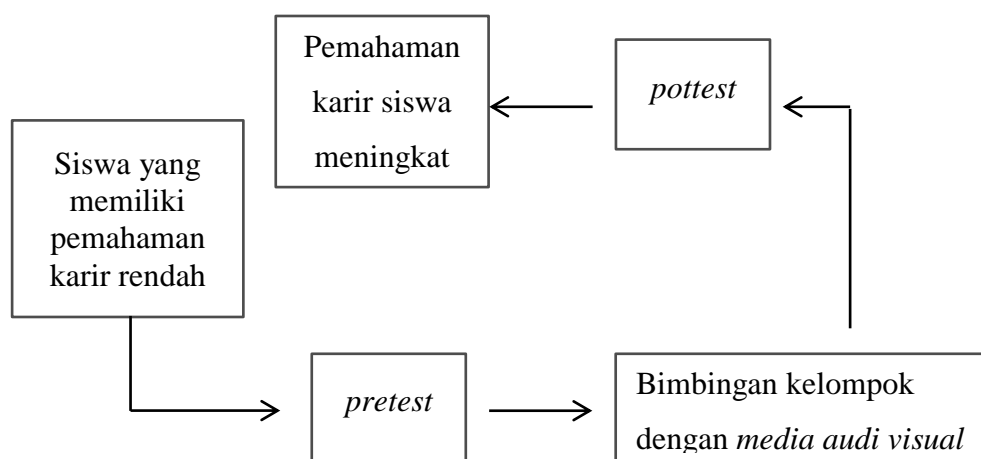 Pemahaman
karir siswa
meningkat
pottest
Siswa yang
memiliki
pemahaman
karir rendah
pretest
Bimbingan kelompok
dengan media audi visual